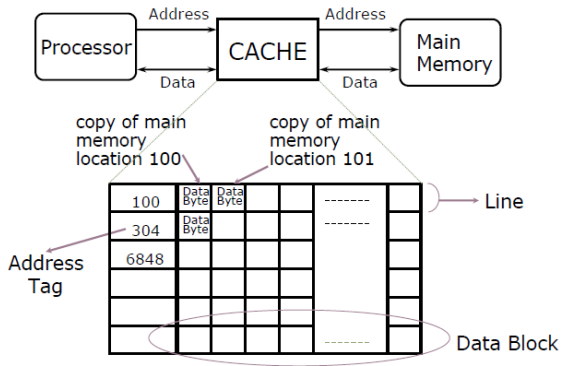 Address
Address
Processor
CACHE
Main
Memory
Data
Data
copy of main
memory
location 100
copy of main
memory
location 101
100
Data
Byte
Data
Byte
-------
Line
304
Data
Byte
-------
Address
Tag
6848
-------
Data Block